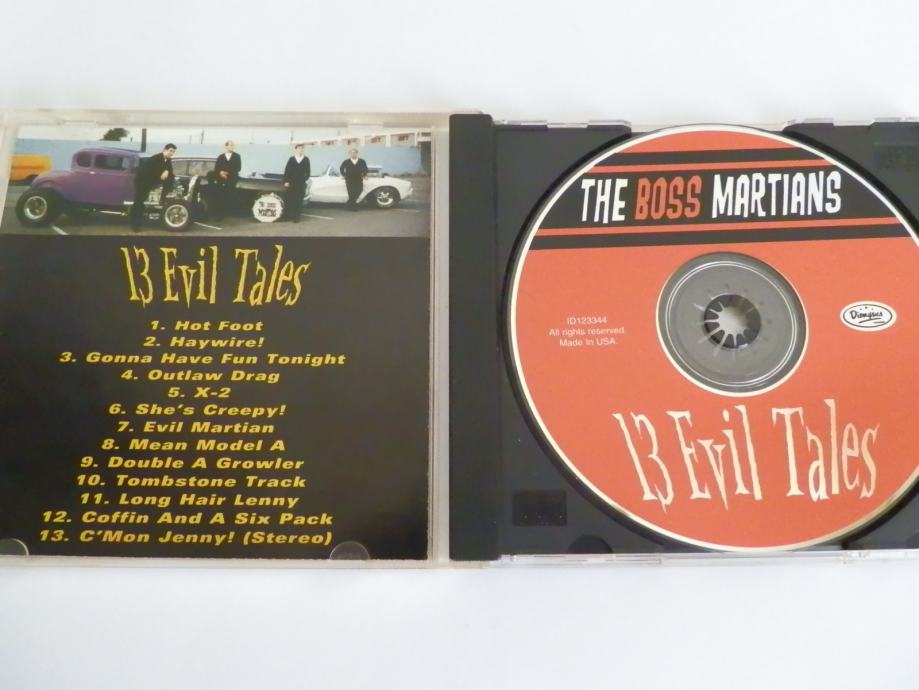 THE BOSS
MARTIANS
13 Evil Tales
1. Hot Foot
2. Haywire!
3. Gonna Have Fun Tonight
4. Outlaw Drag
5. X-2
6. She's Creepy!
7. Evil Martian
8. Mean Model A
9. Double A Growler
10. Tombstone Track
11. Long Hair Lenny
12. Coffin And A Six Pack
13. C'Mon Jenny! (Stereo)
THE BOSS MARTIANS
ID123344
All rights reserved.
Made In USA.
Dionysus
13 Evil Tales